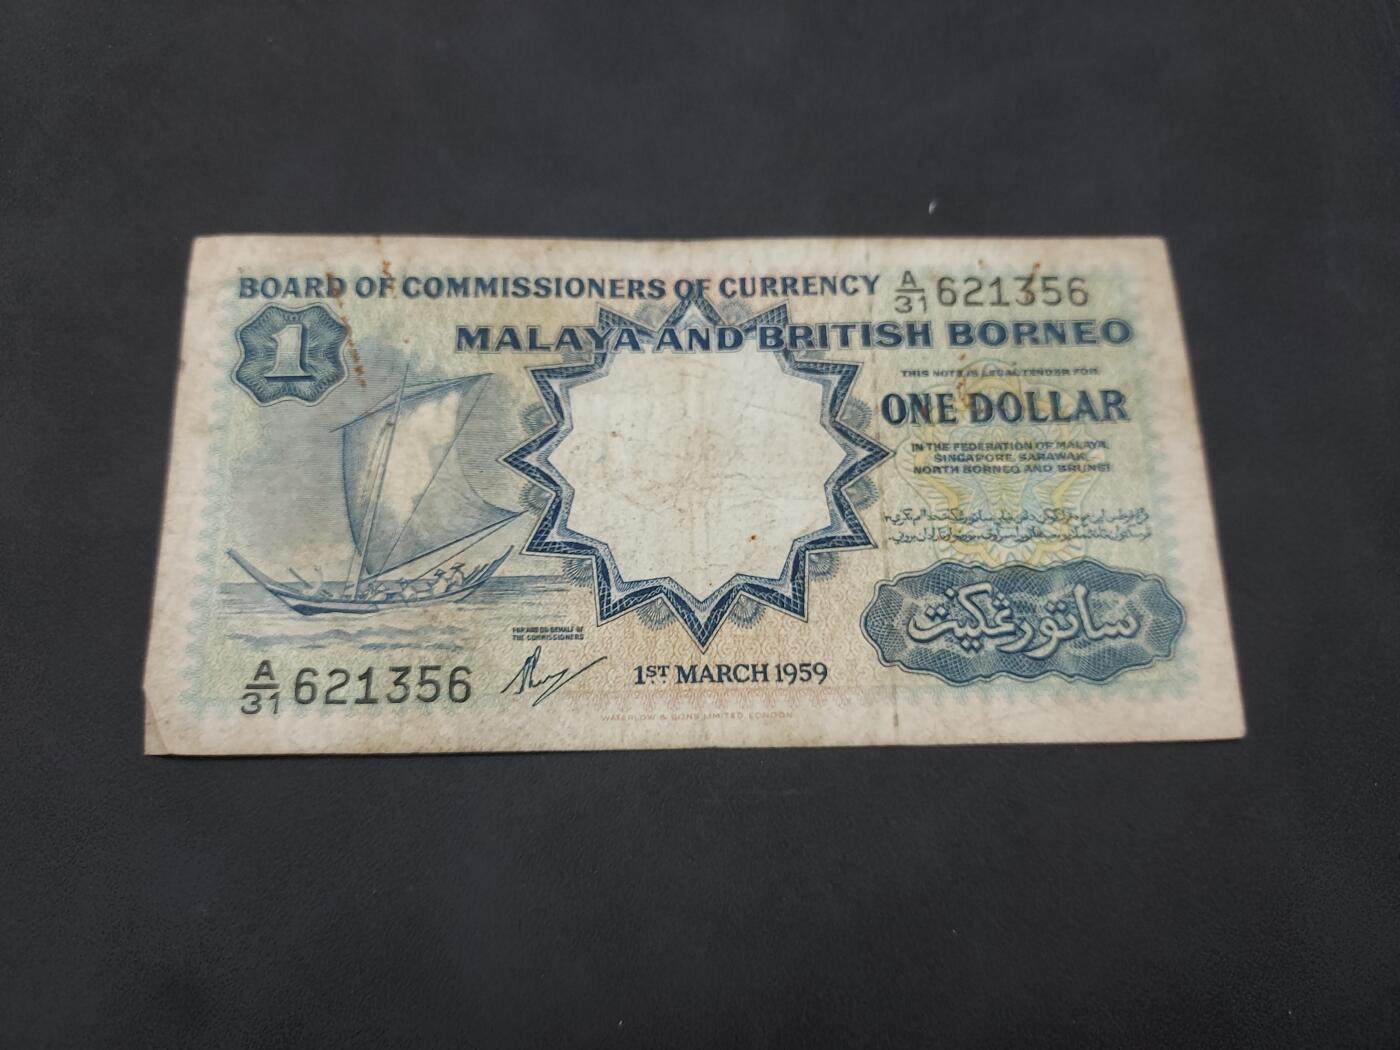 BOARD OF COMMISSIONERS OF CURRENCY A/31 621356
1
MALAYA AND BRITISH BORNEO
THIS NOTE IS LEGAL TENDER FOR
ONE DOLLAR
IN THE FEDERATION OF MALAYA,
SINGAPORE, SARAWAK,
NORTH BORNEO AND BRUNEI
ساتو رڠݢيت
FOR AND ON BEHALF OF
THE COMMISSIONERS
A/31 621356
1ST MARCH 1959
WATERLOW & SONS LIMITED, LONDON